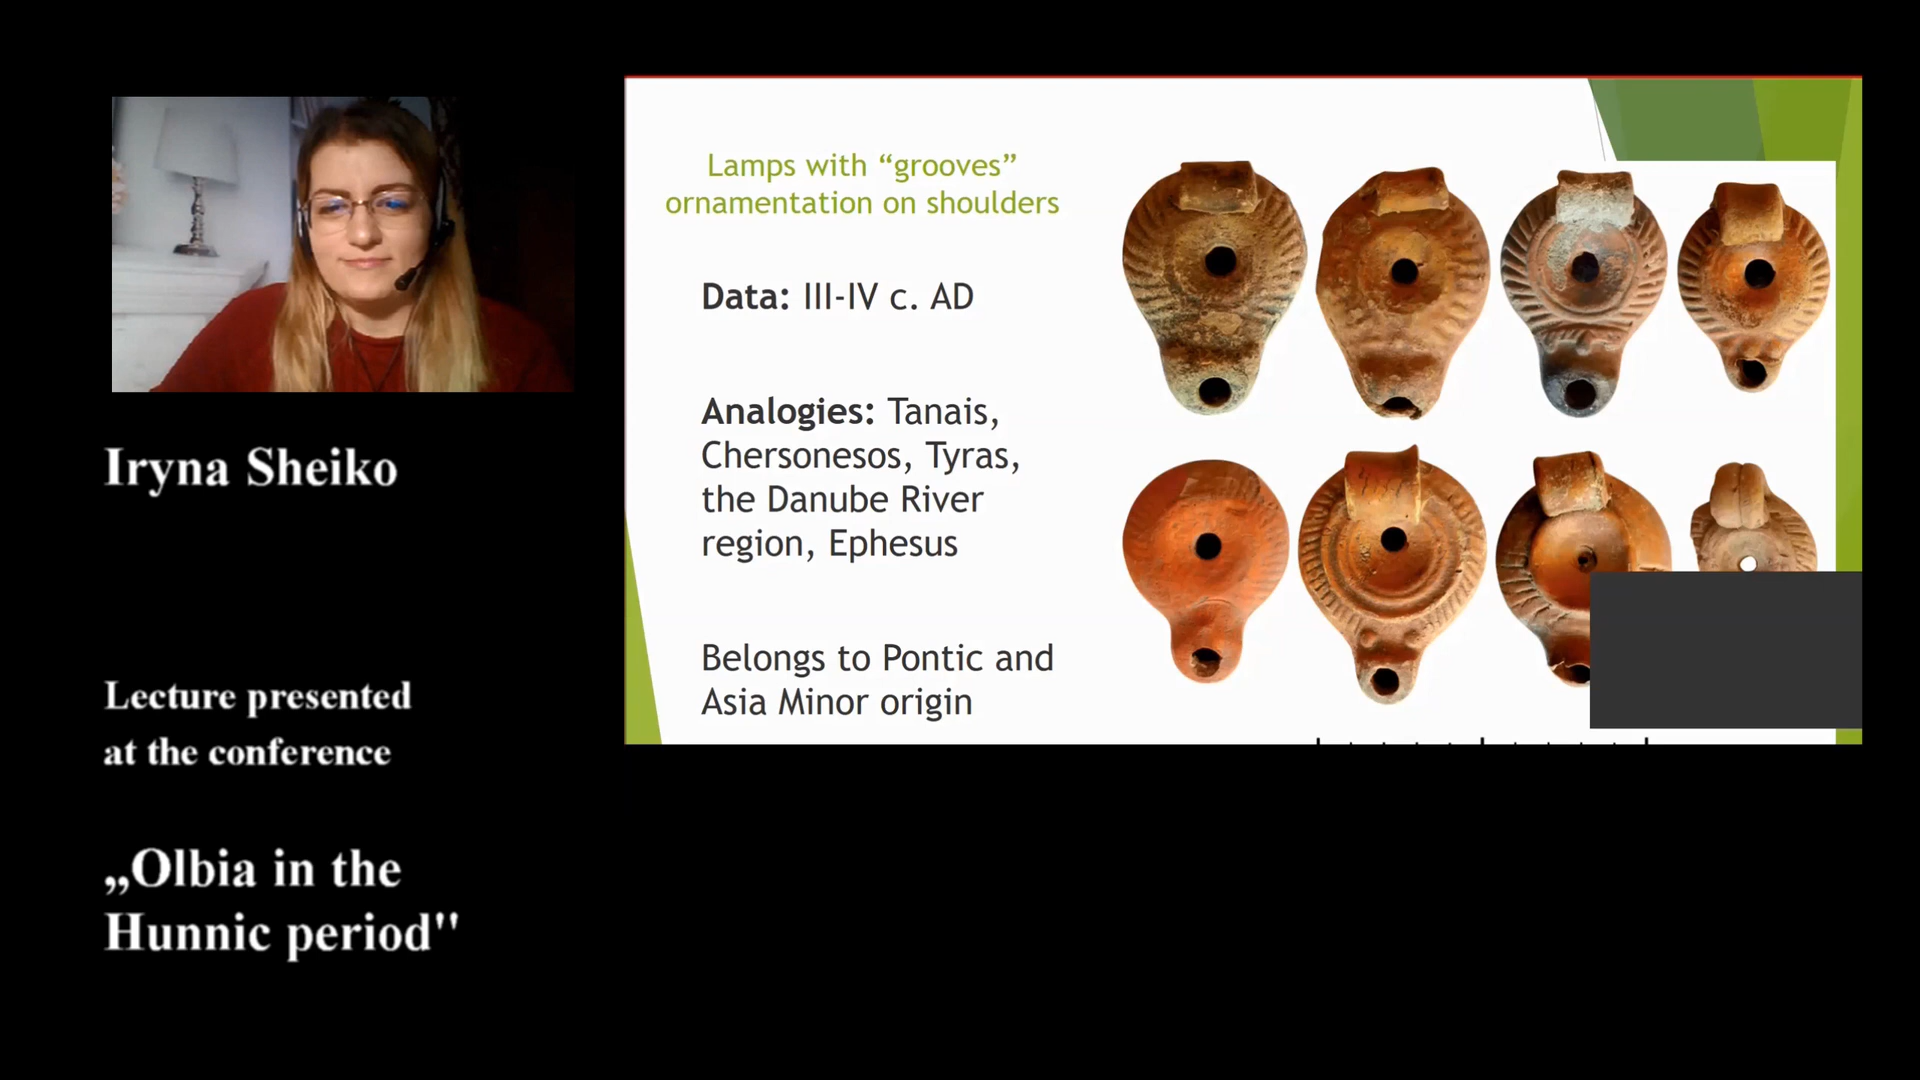 Iryna Sheiko
Lecture presented
at the conference
„Olbia in the
Hunnic period"
Lamps with “grooves”
ornamentation on shoulders
Data: III-IV c. AD
Analogies: Tanais,
Chersonesos, Tyras,
the Danube River
region, Ephesus
Belongs to Pontic and
Asia Minor origin